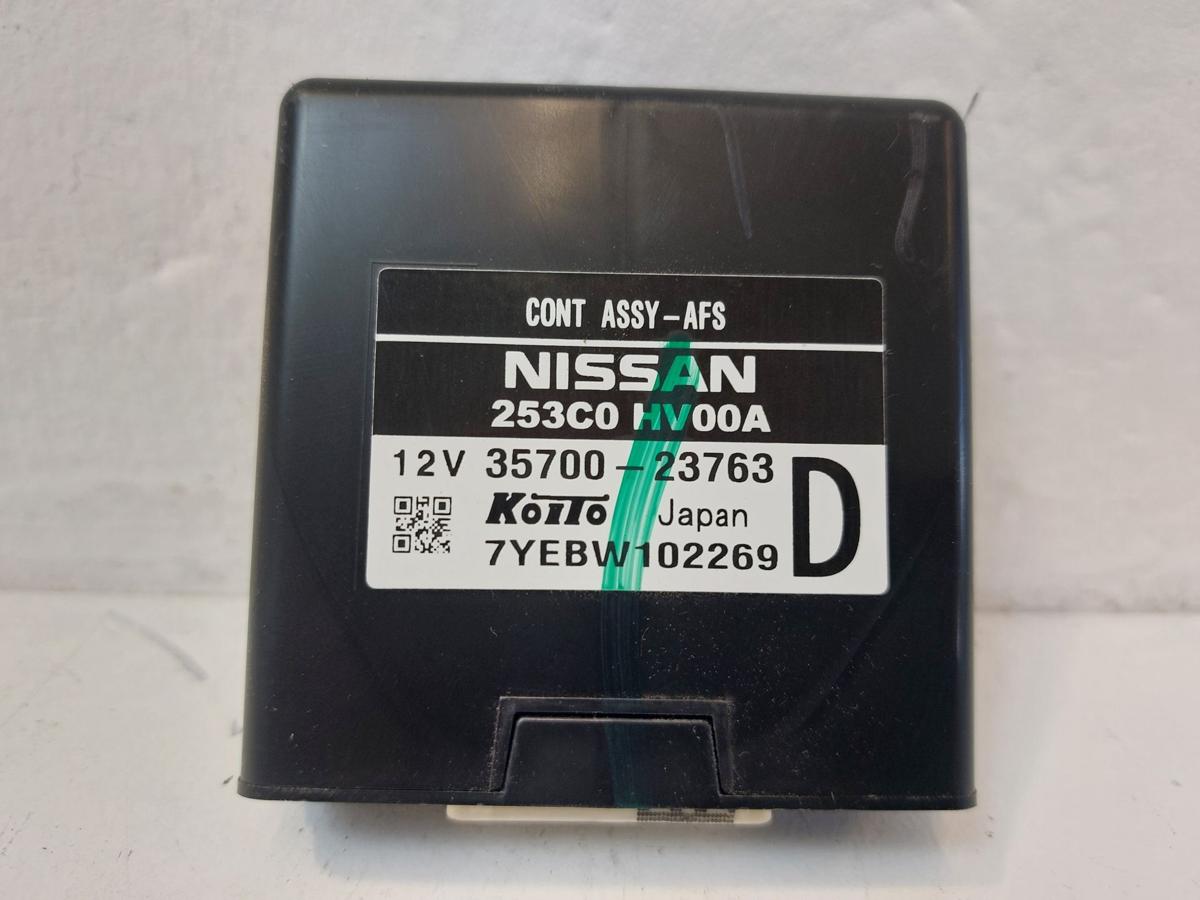 CONT ASSY-AFS
NISSAN
253C0 HV00A
12V 35700-23763 D
KOITO Japan
7YEBW102269